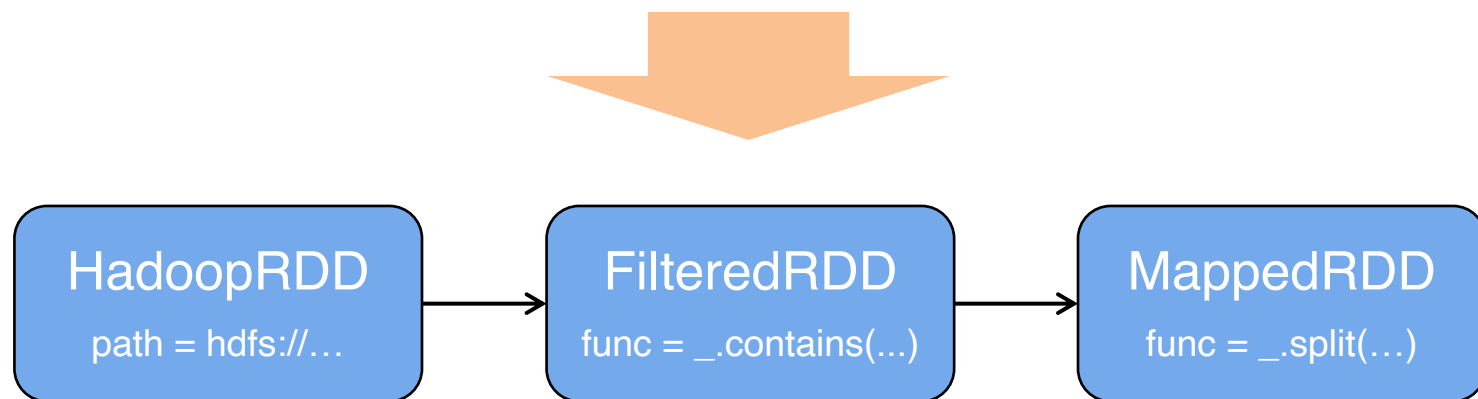 HadoopRDD
path = hdfs://…
FilteredRDD
func = _.contains(...)
MappedRDD
func = _.split(…)